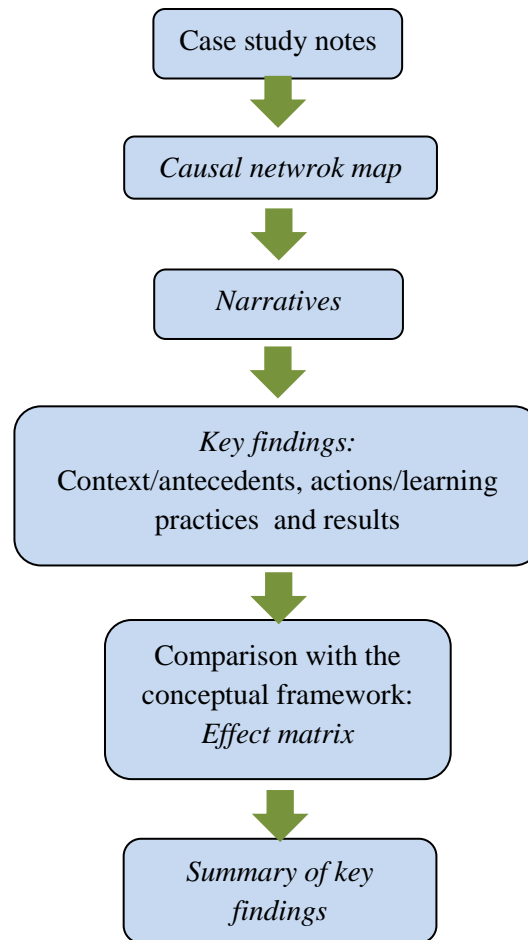 Case study notes
Causal netwrok map
Narratives
Key findings:
Context/antecedents, actions/learning
practices and results
Comparison with the
conceptual framework:
Effect matrix
Summary of key
findings